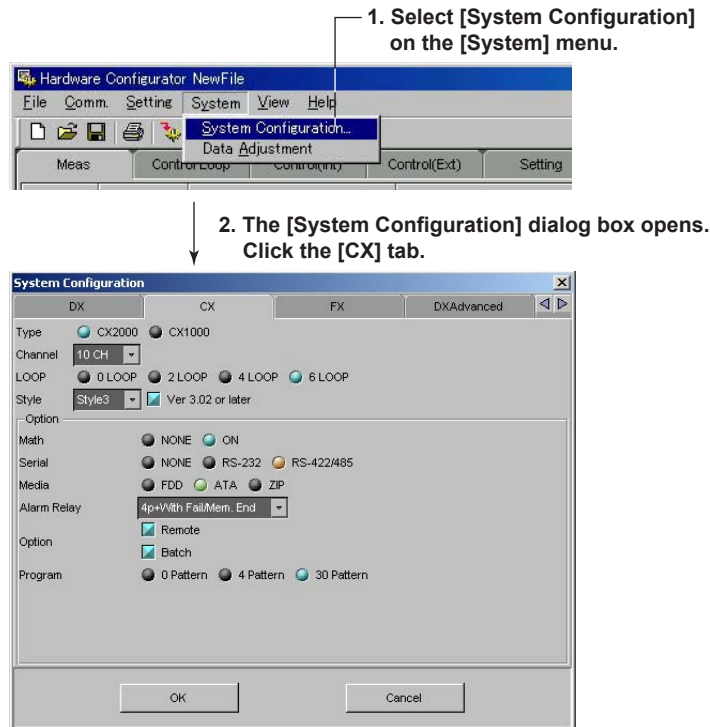 1. Select [System Configuration]
on the [System] menu.
Hardware Configurator NewFile
File Comm. Setting System View Help
System Configuration...
Data Adjustment
Meas Control Loop Control(Int) Control(Ext) Setting
2. The [System Configuration] dialog box opens.
Click the [CX] tab.
System Configuration
DX CX FX DXAdvanced
Type CX2000 CX1000
Channel 10 CH
LOOP 0 LOOP 2 LOOP 4 LOOP 6 LOOP
Style Style3 Ver 3.02 or later
Option
Math NONE ON
Serial NONE RS-232 RS-422/485
Media FDD ATA ZIP
Alarm Relay 4p+With Fail/Mem. End
Option Remote
Batch
Program 0 Pattern 4 Pattern 30 Pattern
OK Cancel